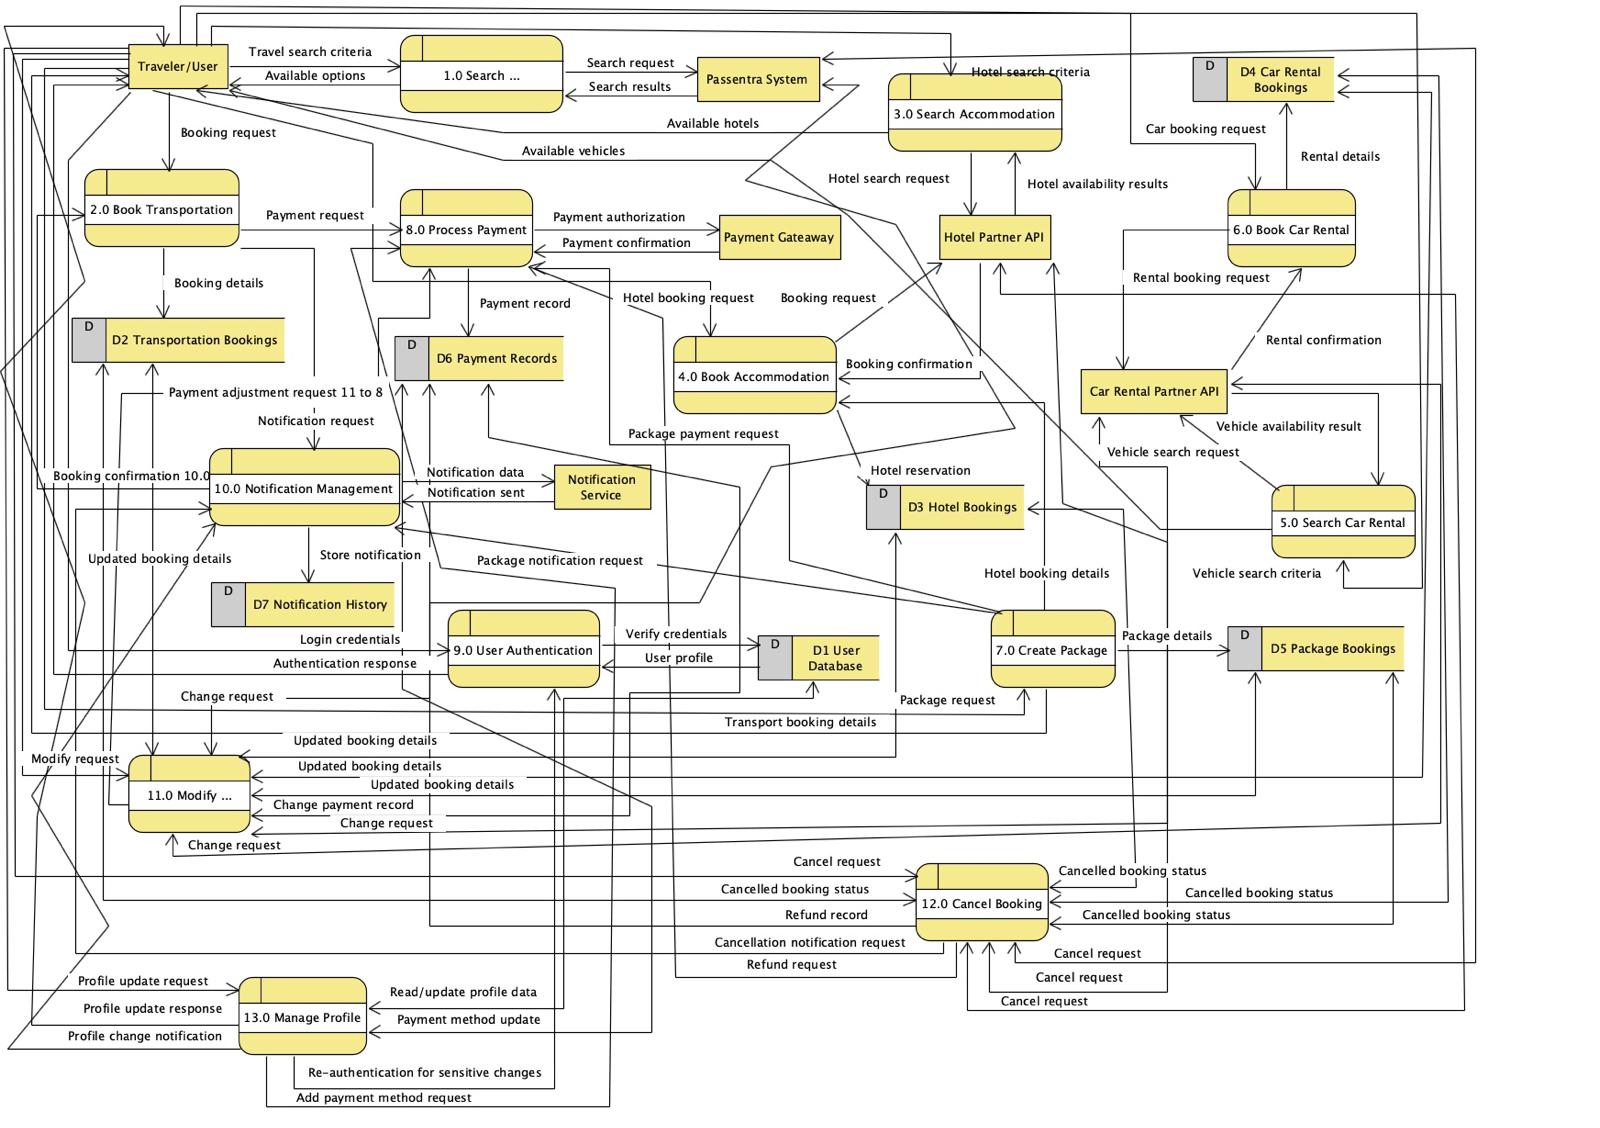 Traveler/User
Travel search criteria
Available options
1.0 Search ...
Search request
Search results
Passentra System
Hotel search criteria
D
D4 Car Rental
Bookings
3.0 Search Accommodation
Available hotels
Available vehicles
Booking request
Car booking request
Rental details
Hotel search request
Hotel availability results
2.0 Book Transportation
Payment request
8.0 Process Payment
Payment authorization
Payment confirmation
Payment Gateaway
Hotel Partner API
6.0 Book Car Rental
Booking details
Payment record
Hotel booking request
Booking request
Rental booking request
D
D2 Transportation Bookings
D
D6 Payment Records
Rental confirmation
4.0 Book Accommodation
Booking confirmation
Car Rental Partner API
Payment adjustment request 11 to 8
Notification request
Package payment request
Vehicle availability result
Vehicle search request
Booking confirmation 10.0
10.0 Notification Management
Notification data
Notification sent
Notification
Service
Hotel reservation
D
D3 Hotel Bookings
5.0 Search Car Rental
Updated booking details
Store notification
Package notification request
Hotel booking details
Vehicle search criteria
D
D7 Notification History
Login credentials
Authentication response
9.0 User Authentication
Verify credentials
User profile
D
D1 User
Database
7.0 Create Package
Package details
D
D5 Package Bookings
Change request
Package request
Transport booking details
Updated booking details
Modify request
Updated booking details
Updated booking details
11.0 Modify ...
Change payment record
Change request
Change request
Cancel request
Cancelled booking status
Cancelled booking status
Cancelled booking status
12.0 Cancel Booking
Refund record
Cancelled booking status
Cancellation notification request
Cancel request
Refund request
Cancel request
Cancel request
Profile update request
Read/update profile data
Profile update response
13.0 Manage Profile
Payment method update
Profile change notification
Re-authentication for sensitive changes
Add payment method request